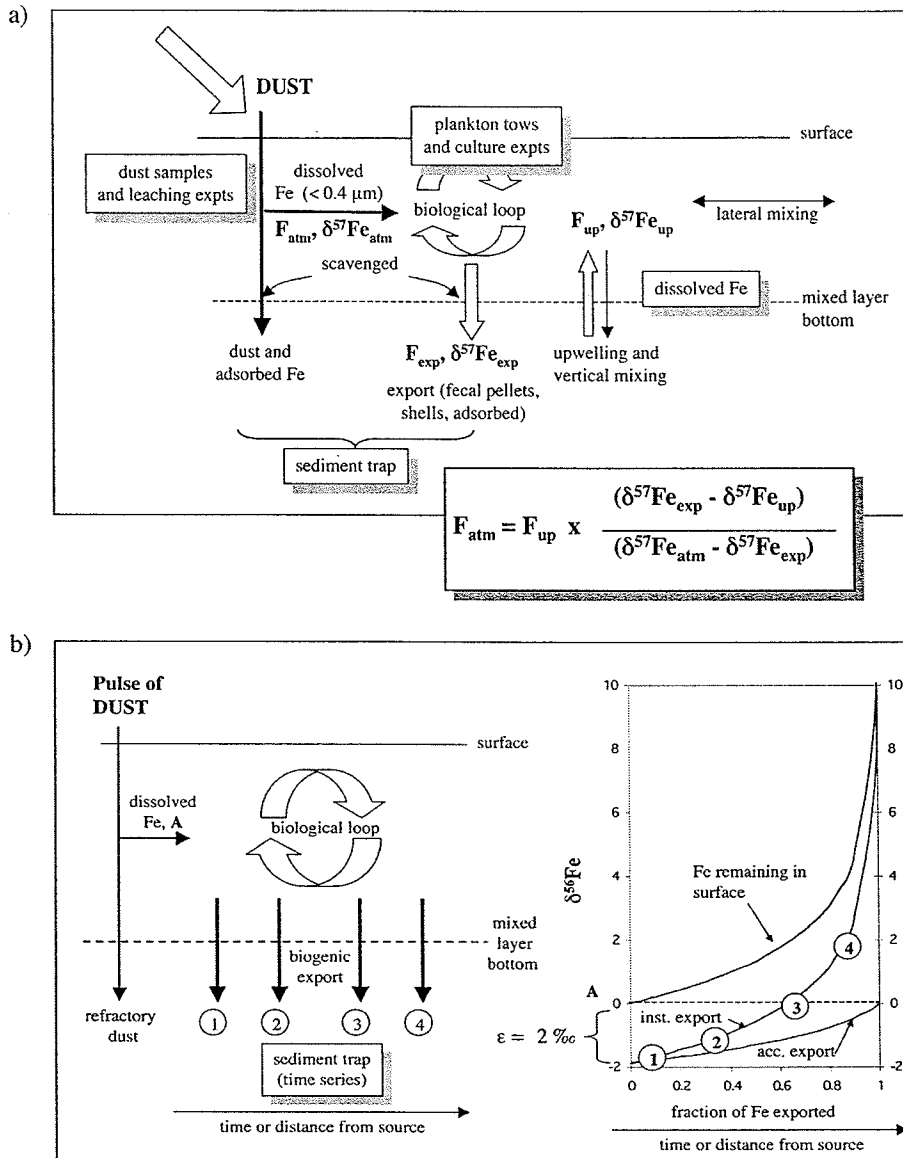 a)
DUST
surface
plankton tows
and culture expts
dust samples
and leaching expts
dissolved
Fe (< 0.4 µm)
F_atm, δ⁵⁷Fe_atm
biological loop
F_up, δ⁵⁷Fe_up
lateral mixing
scavenged
dissolved Fe
mixed layer
bottom
dust and
adsorbed Fe
F_exp, δ⁵⁷Fe_exp
export (fecal pellets,
shells, adsorbed)
upwelling and
vertical mixing
sediment trap
F_atm = F_up x (δ⁵⁷Fe_exp - δ⁵⁷Fe_up)
(δ⁵⁷Fe_atm - δ⁵⁷Fe_exp)
b)
Pulse of
DUST
surface
dissolved
Fe, A
biological loop
mixed
layer
bottom
biogenic
export
refractory
dust
1 2 3 4
sediment trap
(time series)
time or distance from source
10 10
8 8
6 6
4 4
2 2
0 0
-2 -2
δ⁵⁶Fe
Fe remaining in
surface
A
ε = 2 ‰
inst. export
acc. export
1 2 3 4
0 0.2 0.4 0.6 0.8 1
fraction of Fe exported
time or distance from source